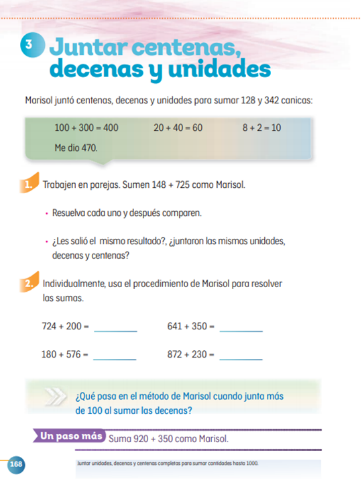 3 Juntar centenas,
decenas y unidades
Marisol juntó centenas, decenas y unidades para sumar 128 y 342 canicas:
100 + 300 = 400 20 + 40 = 60 8 + 2 = 10
Me dio 470.
1. Trabajen en parejas. Sumen 148 + 725 como Marisol.
• Resuelva cada uno y después comparen.
• ¿Les salió el mismo resultado?, ¿juntaron las mismas unidades,
decenas y centenas?
2. Individualmente, usa el procedimiento de Marisol para resolver
las sumas.
724 + 200 = ________ 641 + 350 = ________
180 + 576 = ________ 872 + 230 = ________
¿Qué pasa en el método de Marisol cuando junta más
de 100 al sumar las decenas?
Un paso más Suma 920 + 350 como Marisol.
168 Juntar unidades, decenas y centenas completas para sumar cantidades hasta 1000.